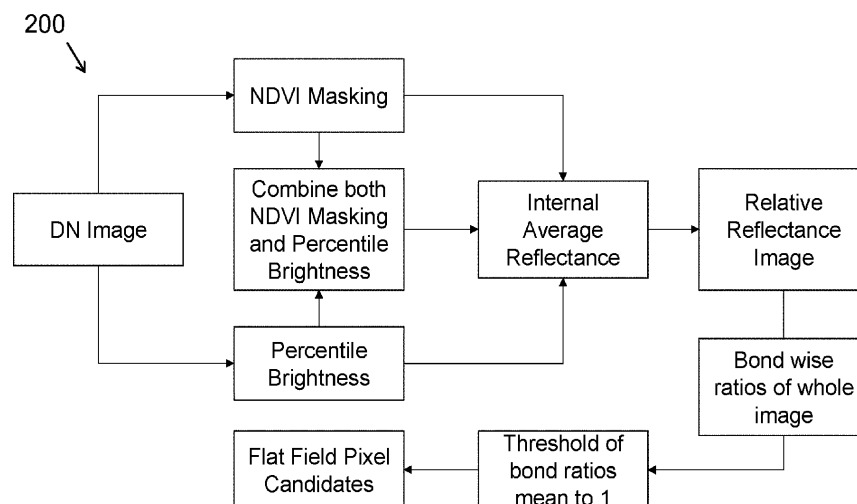 200
NDVI Masking
DN Image
Combine both
NDVI Masking
and Percentile
Brightness
Internal
Average
Reflectance
Relative
Reflectance
Image
Percentile
Brightness
Bond wise
ratios of whole
image
Threshold of
bond ratios
mean to 1
Flat Field Pixel
Candidates